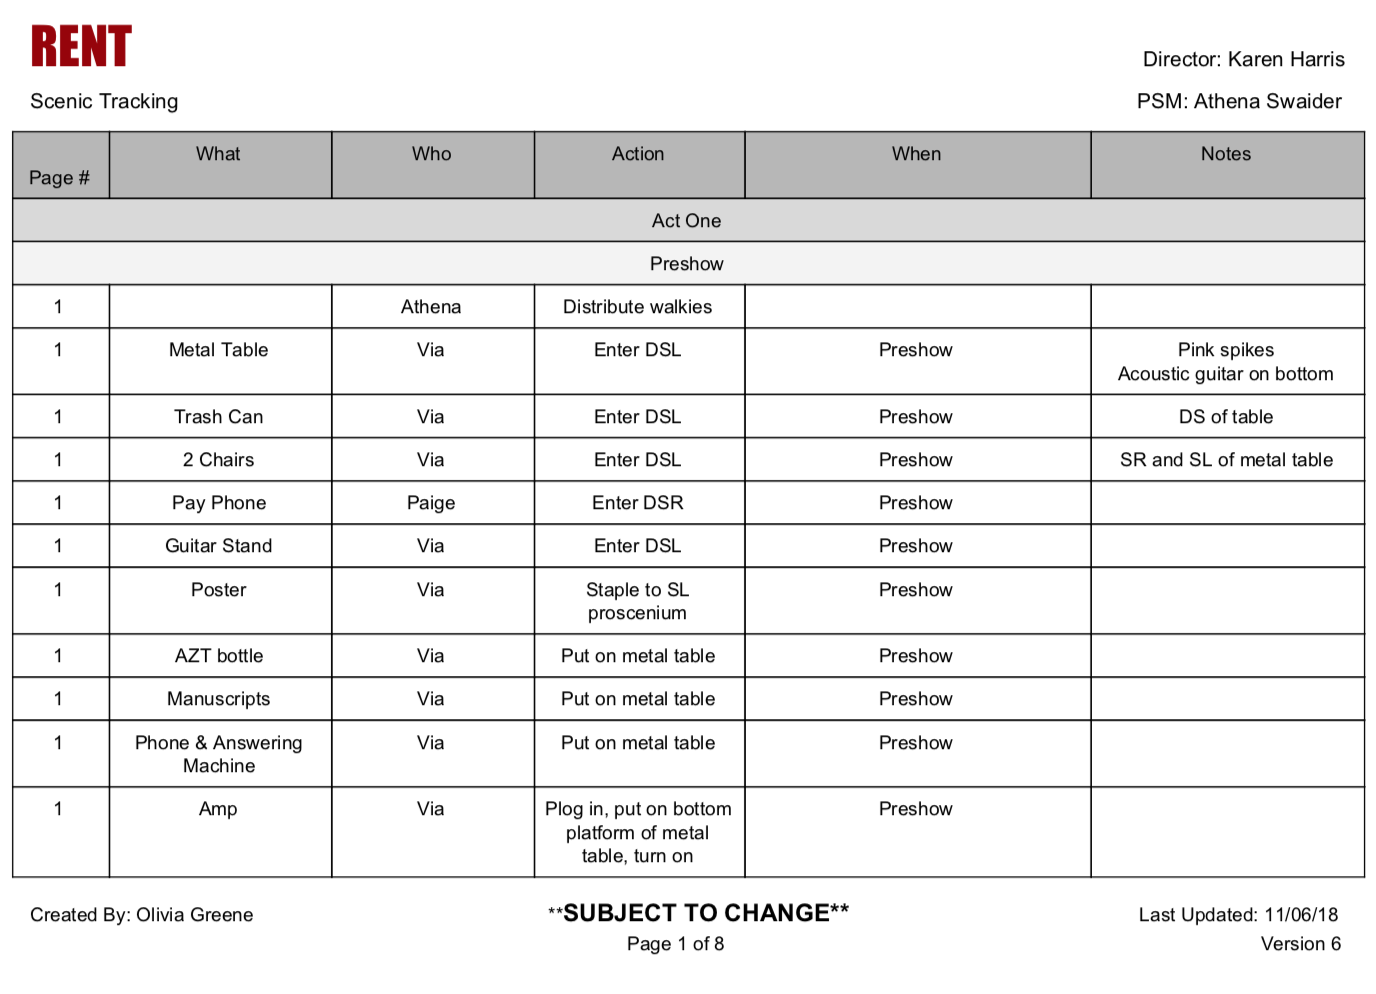 RENT
Director: Karen Harris
Scenic Tracking
PSM: Athena Swaider
Page # What Who Action When Notes
Act One
Preshow
1 Athena Distribute walkies
1 Metal Table Via Enter DSL Preshow Pink spikes
Acoustic guitar on bottom
1 Trash Can Via Enter DSL Preshow DS of table
1 2 Chairs Via Enter DSL Preshow SR and SL of metal table
1 Pay Phone Paige Enter DSR Preshow
1 Guitar Stand Via Enter DSL Preshow
1 Poster Via Staple to SL Preshow
proscenium
1 AZT bottle Via Put on metal table Preshow
1 Manuscripts Via Put on metal table Preshow
1 Phone & Answering Via Put on metal table Preshow
Machine
1 Amp Via Plog in, put on bottom Preshow
platform of metal
table, turn on
Created By: Olivia Greene **SUBJECT TO CHANGE** Last Updated: 11/06/18
Page 1 of 8 Version 6